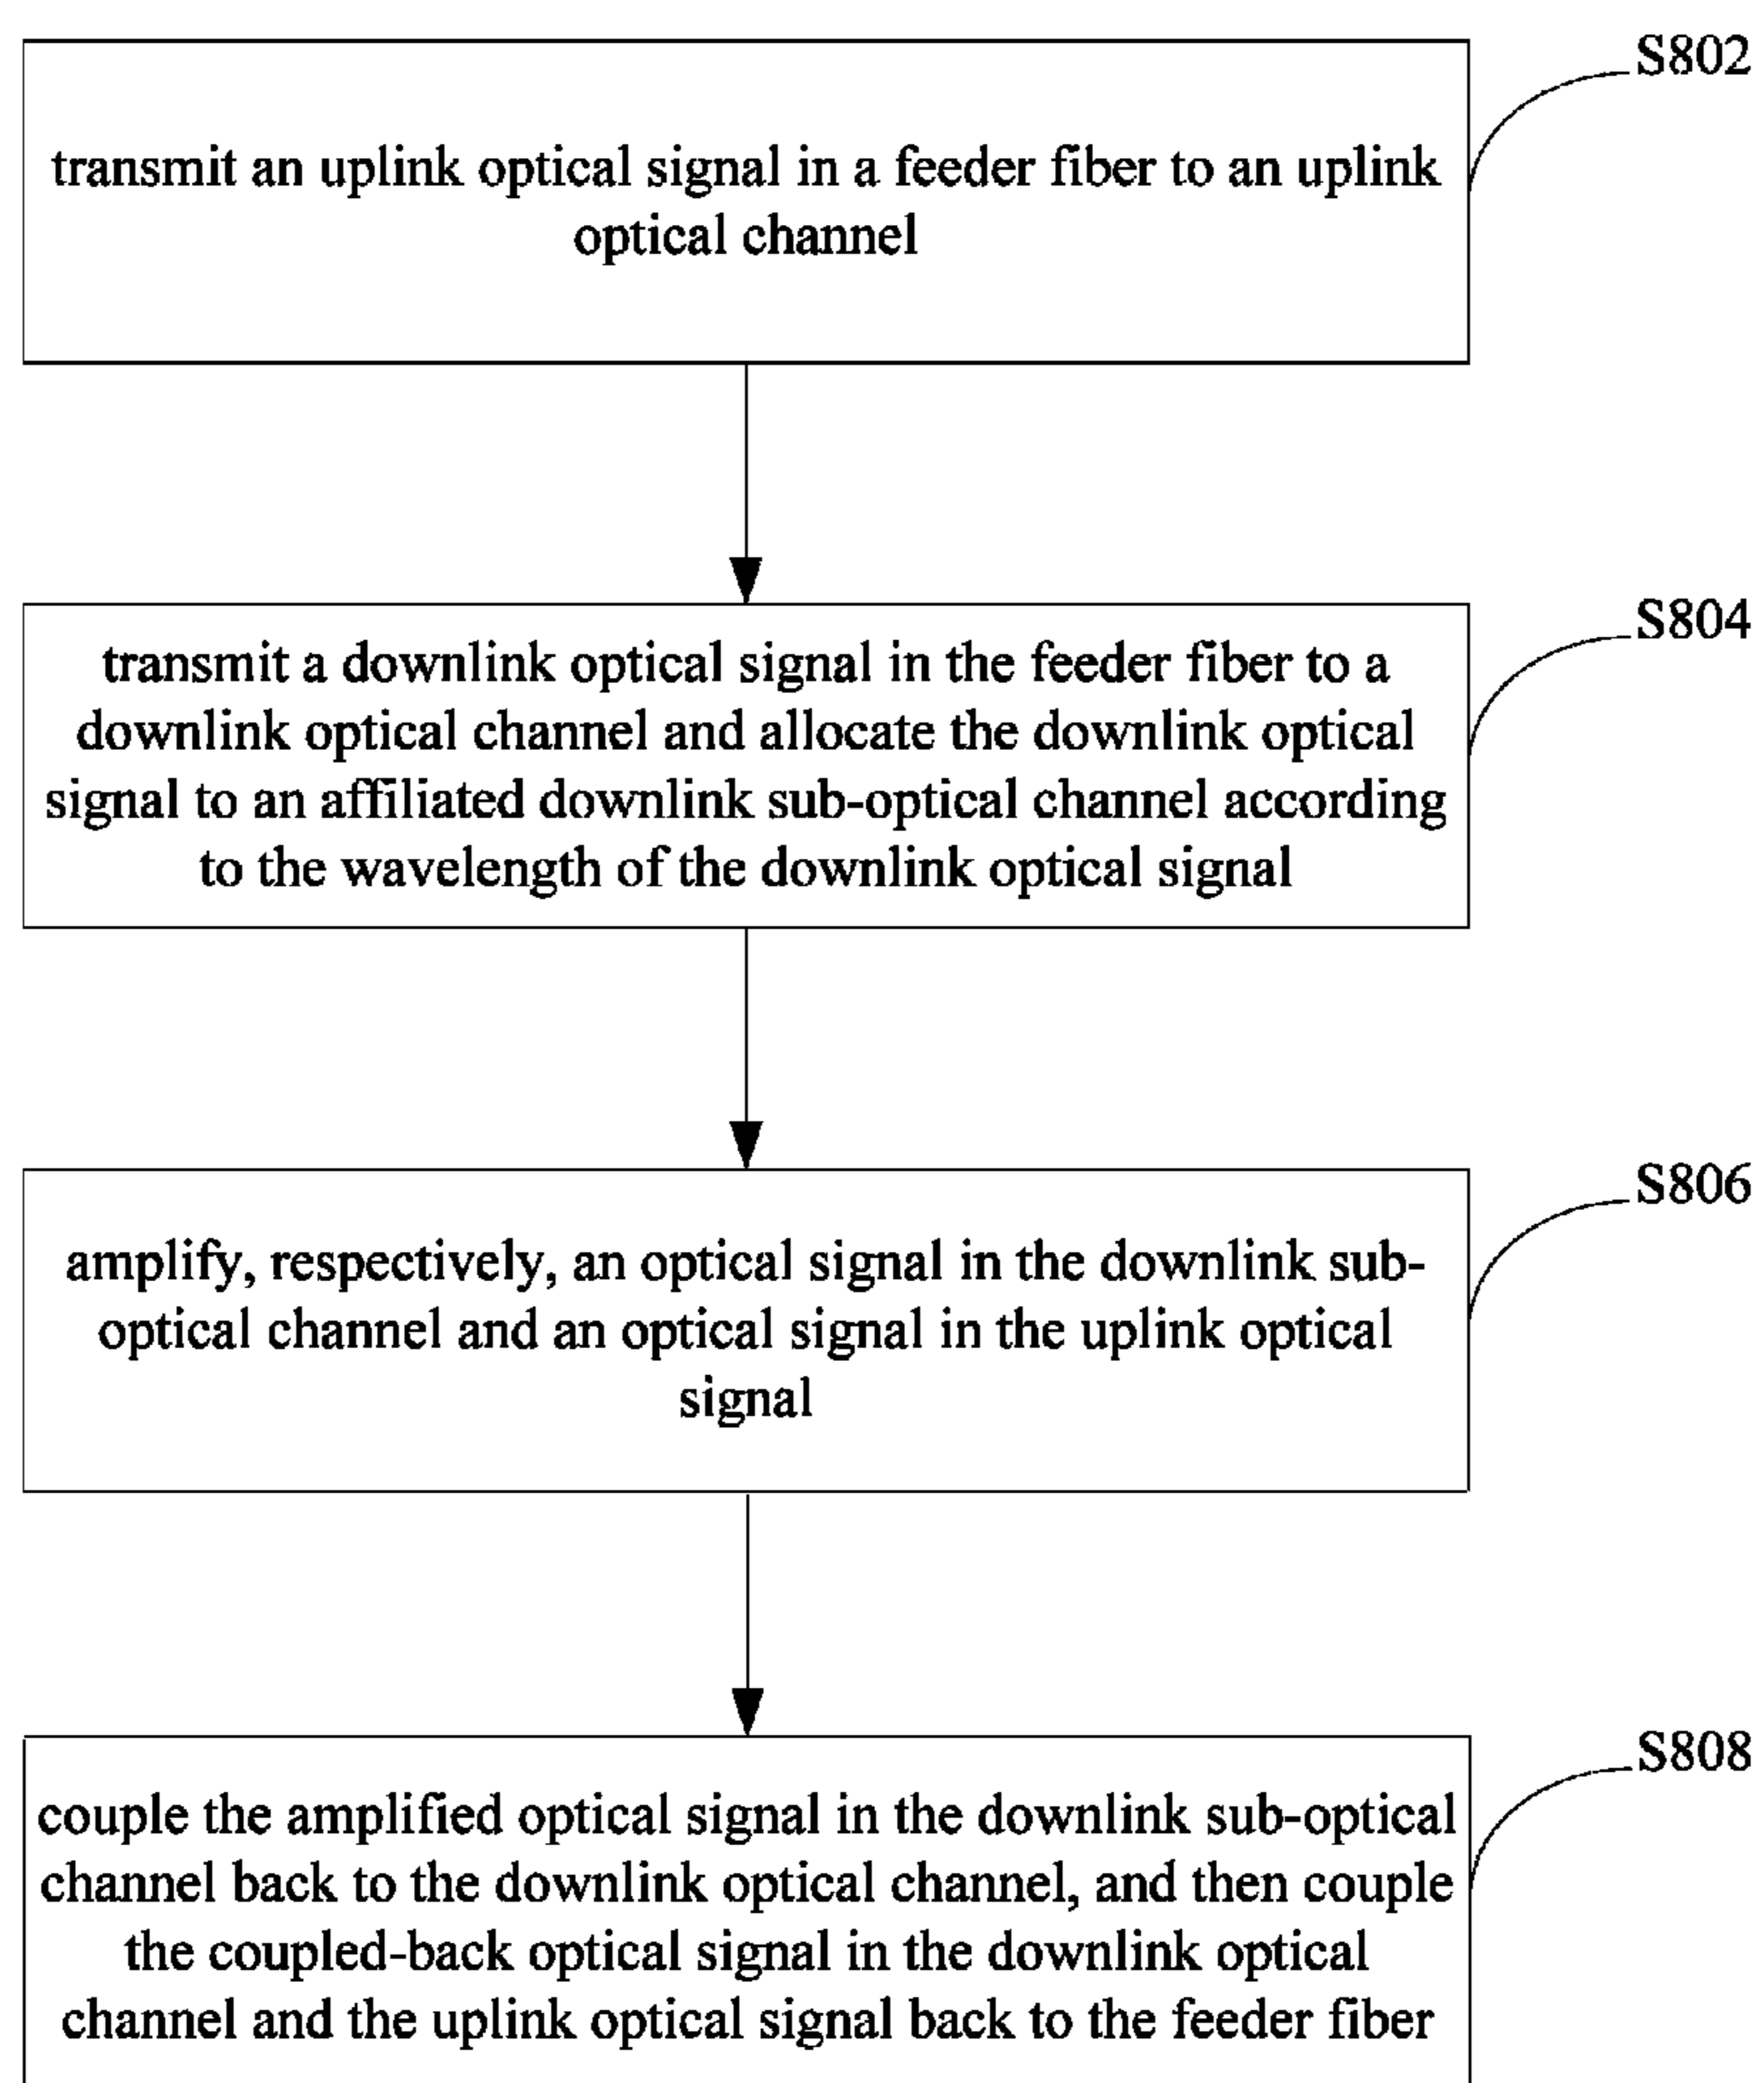 S802
transmit an uplink optical signal in a feeder fiber to an uplink
optical channel
S804
transmit a downlink optical signal in the feeder fiber to a
downlink optical channel and allocate the downlink optical
signal to an affiliated downlink sub-optical channel according
to the wavelength of the downlink optical signal
S806
amplify, respectively, an optical signal in the downlink sub-
optical channel and an optical signal in the uplink optical
signal
S808
couple the amplified optical signal in the downlink sub-optical
channel back to the downlink optical channel, and then couple
the coupled-back optical signal in the downlink optical
channel and the uplink optical signal back to the feeder fiber